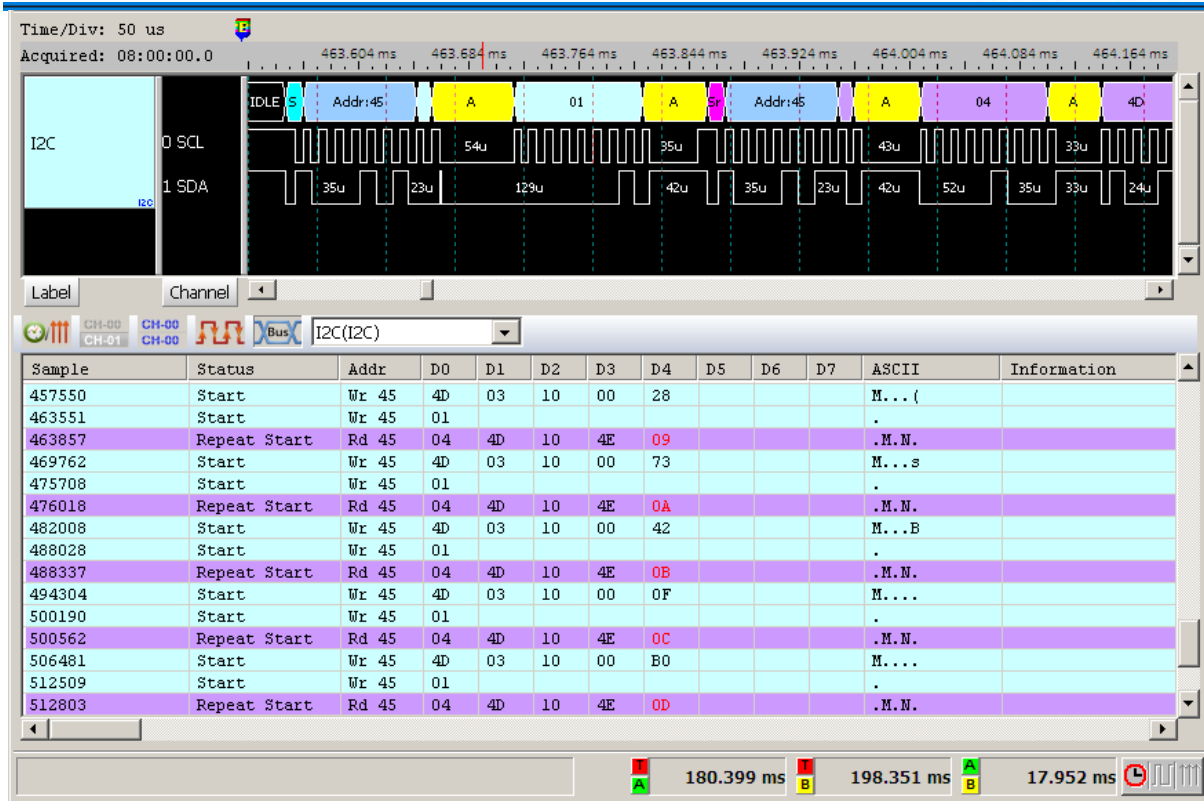 Time/Div: 50 us
Acquired: 08:00:00.0 463.604 ms 463.684 ms 463.764 ms 463.844 ms 463.924 ms 464.004 ms 464.084 ms 464.164 ms
IDLE S Addr:45 A 01 A Sr Addr:45 A 04 A 4D
I2C 0 SCL 54u 35u 43u 33u
1 SDA 35u 23u 129u 42u 35u 23u 42u 52u 35u 33u 24u
I2C
Label Channel
CH-00 CH-01 CH-00 CH-00 Bus I2C(I2C)
Sample Status Addr D0 D1 D2 D3 D4 D5 D6 D7 ASCII Information
457550 Start Wr 45 4D 03 10 00 28 M...(
463551 Start Wr 45 01 .
463857 Repeat Start Rd 45 04 4D 10 4E 09 .M.N.
469762 Start Wr 45 4D 03 10 00 73 M...s
475708 Start Wr 45 01 .
476018 Repeat Start Rd 45 04 4D 10 4E 0A .M.N.
482008 Start Wr 45 4D 03 10 00 42 M...B
488028 Start Wr 45 01 .
488337 Repeat Start Rd 45 04 4D 10 4E 0B .M.N.
494304 Start Wr 45 4D 03 10 00 0F M....
500190 Start Wr 45 01 .
500562 Repeat Start Rd 45 04 4D 10 4E 0C .M.N.
506481 Start Wr 45 4D 03 10 00 B0 M....
512509 Start Wr 45 01 .
512803 Repeat Start Rd 45 04 4D 10 4E 0D .M.N.
T A 180.399 ms T B 198.351 ms A B 17.952 ms